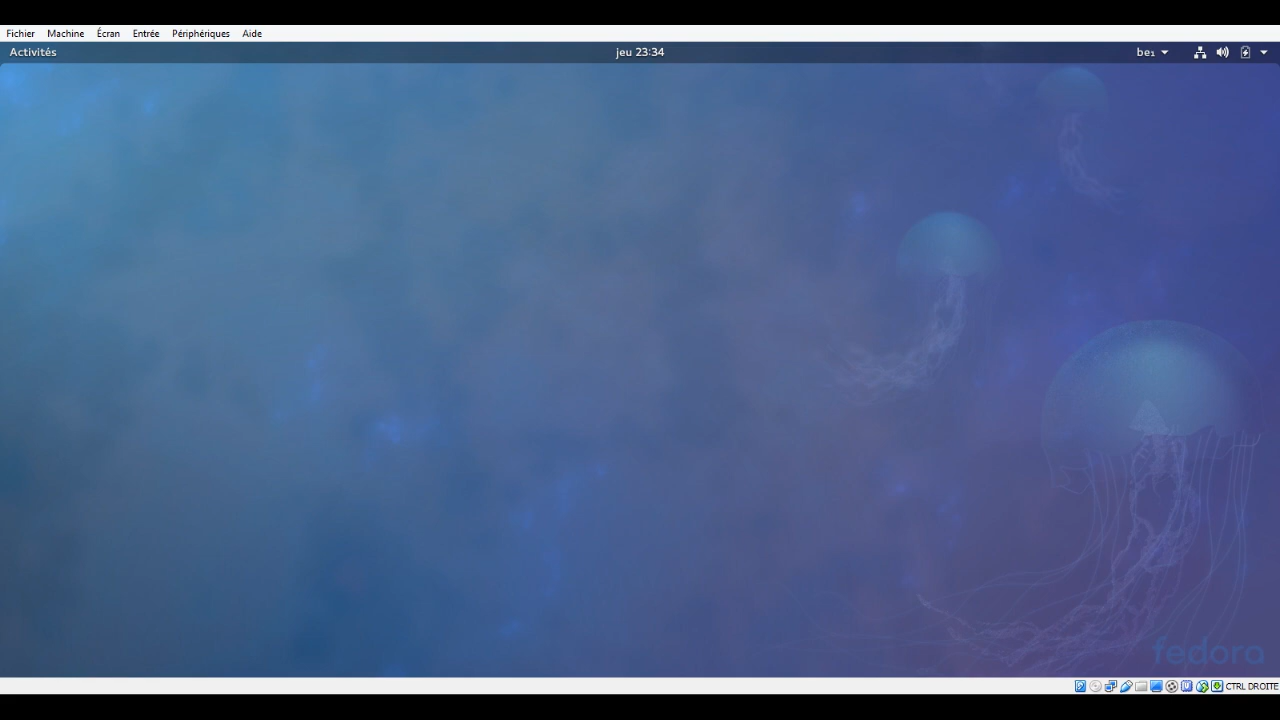 Fichier Machine Écran Entrée Périphériques Aide
Activités jeu 23:34 be₁
fedora
CTRL DROITE